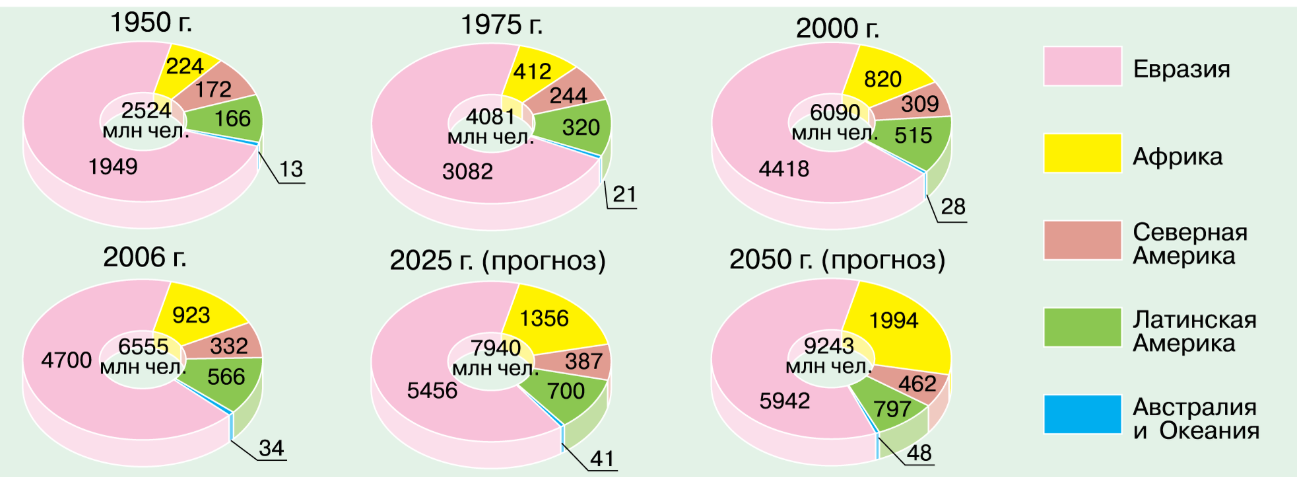 1950 г.
224
172
2524
млн чел.
166
1949
13
1975 г.
412
244
4081
млн чел.
320
3082
21
2000 г.
820
309
6090
млн чел.
515
4418
28
2006 г.
923
332
6555
млн чел.
4700
566
34
2025 г. (прогноз)
1356
387
7940
млн чел.
5456
700
41
2050 г. (прогноз)
1994
9243
млн чел.
462
5942
797
48
Евразия
Африка
Северная
Америка
Латинская
Америка
Австралия
и Океания